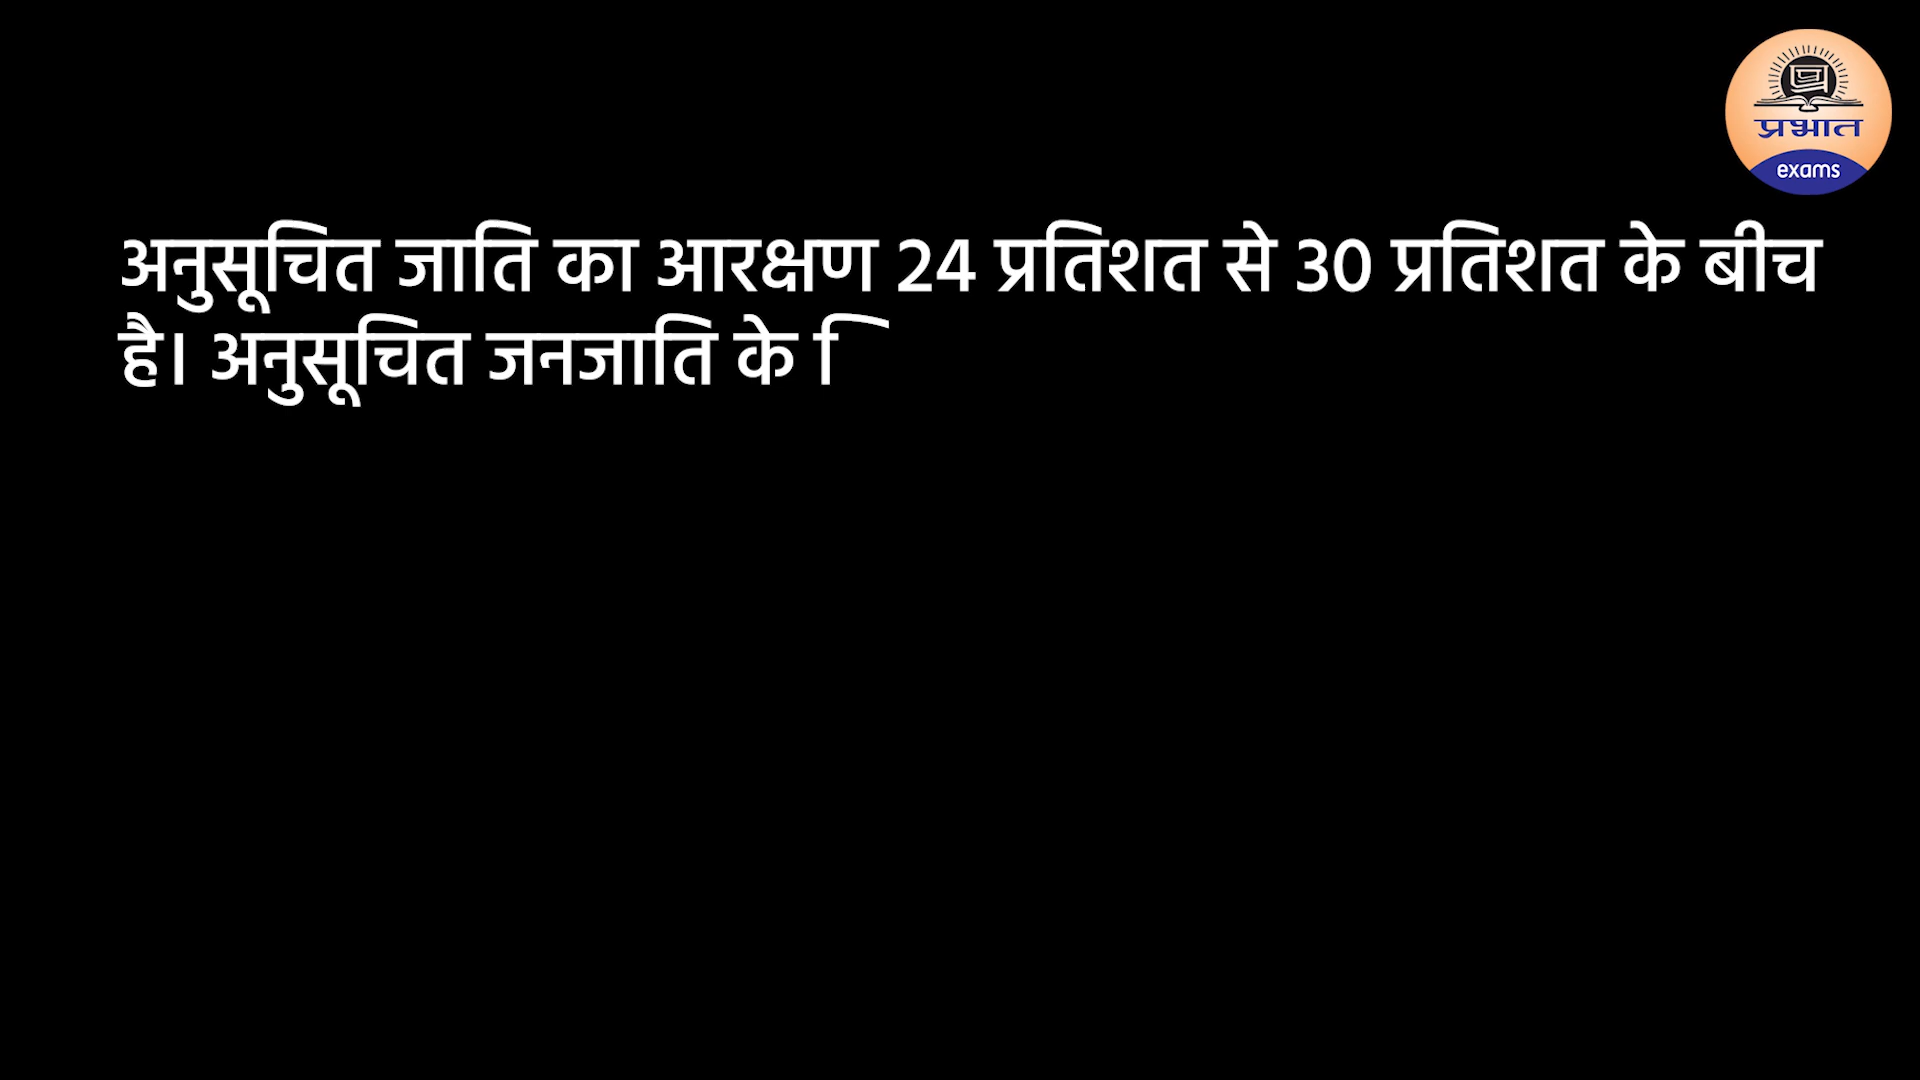 प्रभात
exams
अनुसूचित जाति का आरक्षण 24 प्रतिशत से 30 प्रतिशत के बीच
है। अनुसूचित जनजाति के ि